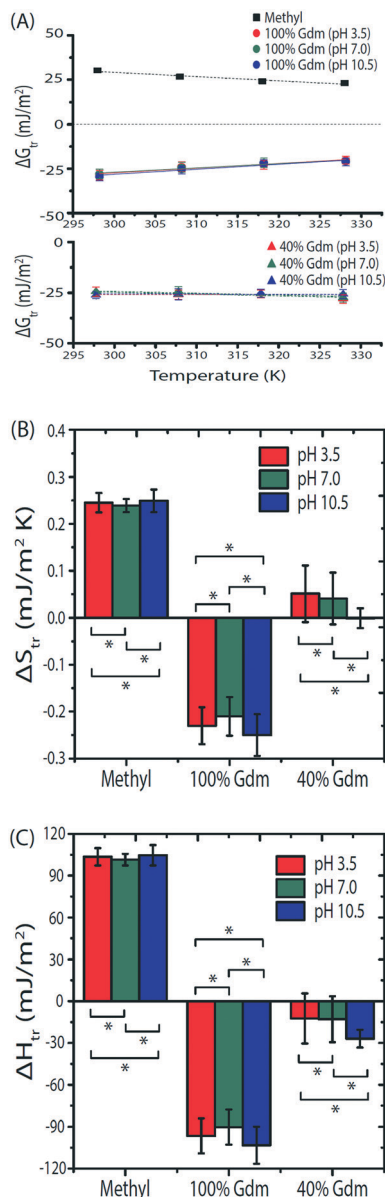 (A)
Methyl
100% Gdm (pH 3.5)
100% Gdm (pH 7.0)
100% Gdm (pH 10.5)
ΔG_tr (mJ/m²)
50
25
0
-25
-50
295 300 305 310 315 320 325 330
40% Gdm (pH 3.5)
40% Gdm (pH 7.0)
40% Gdm (pH 10.5)
ΔG_tr (mJ/m²)
0
-25
-50
295 300 305 310 315 320 325 330
Temperature (K)
(B)
pH 3.5
pH 7.0
pH 10.5
ΔS_tr (mJ/m² K)
0.4
0.3
0.2
0.1
0.0
-0.1
-0.2
-0.3
* * *
* * *
* * *
Methyl 100% Gdm 40% Gdm
(C)
pH 3.5
pH 7.0
pH 10.5
ΔH_tr (mJ/m²)
120
90
60
30
0
-30
-60
-90
-120
* * *
* * *
* * *
Methyl 100% Gdm 40% Gdm